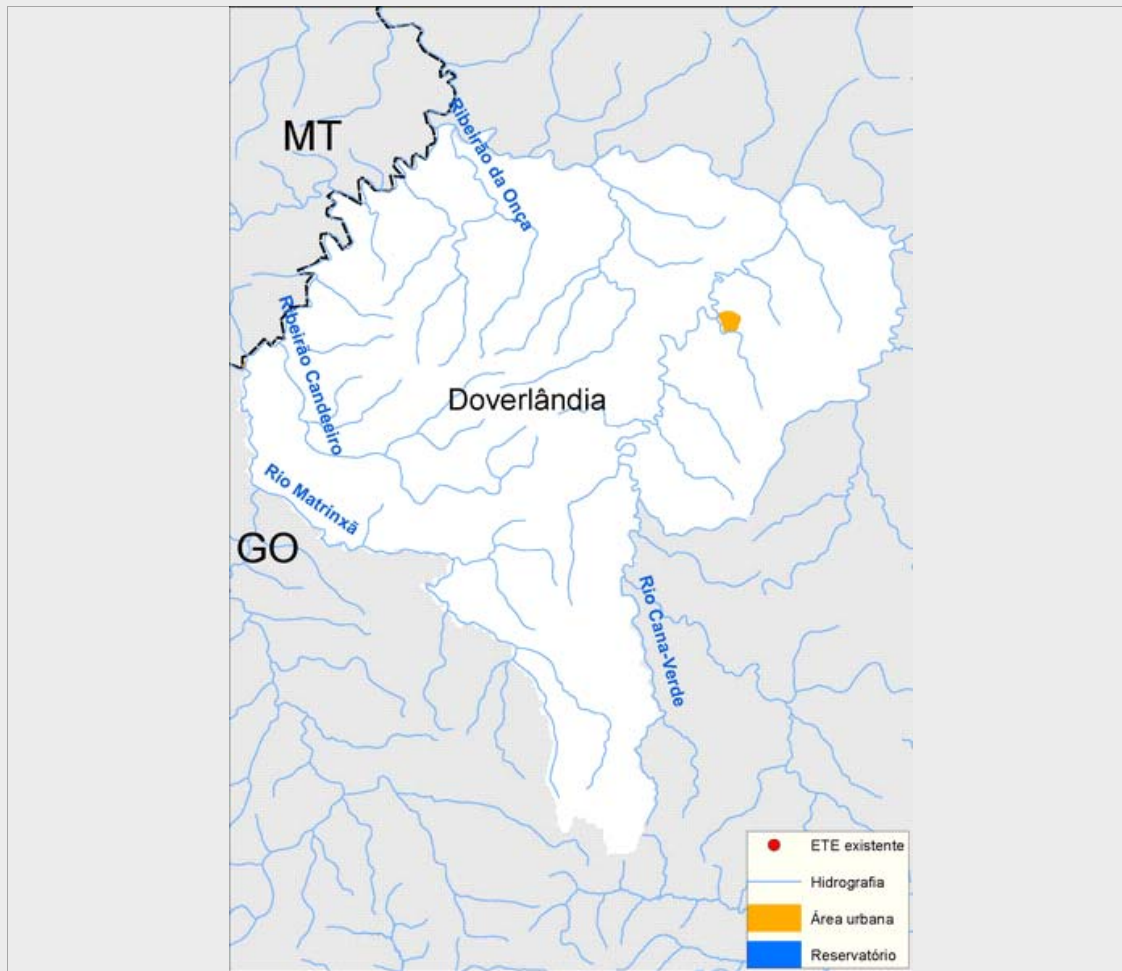 MT
Ribeirão da Onça
Ribeirão Candeeiro
Doverlândia
Rio Matrinxã
GO
Rio Cana-Verde
ETE existente
Hidrografia
Área urbana
Reservatório